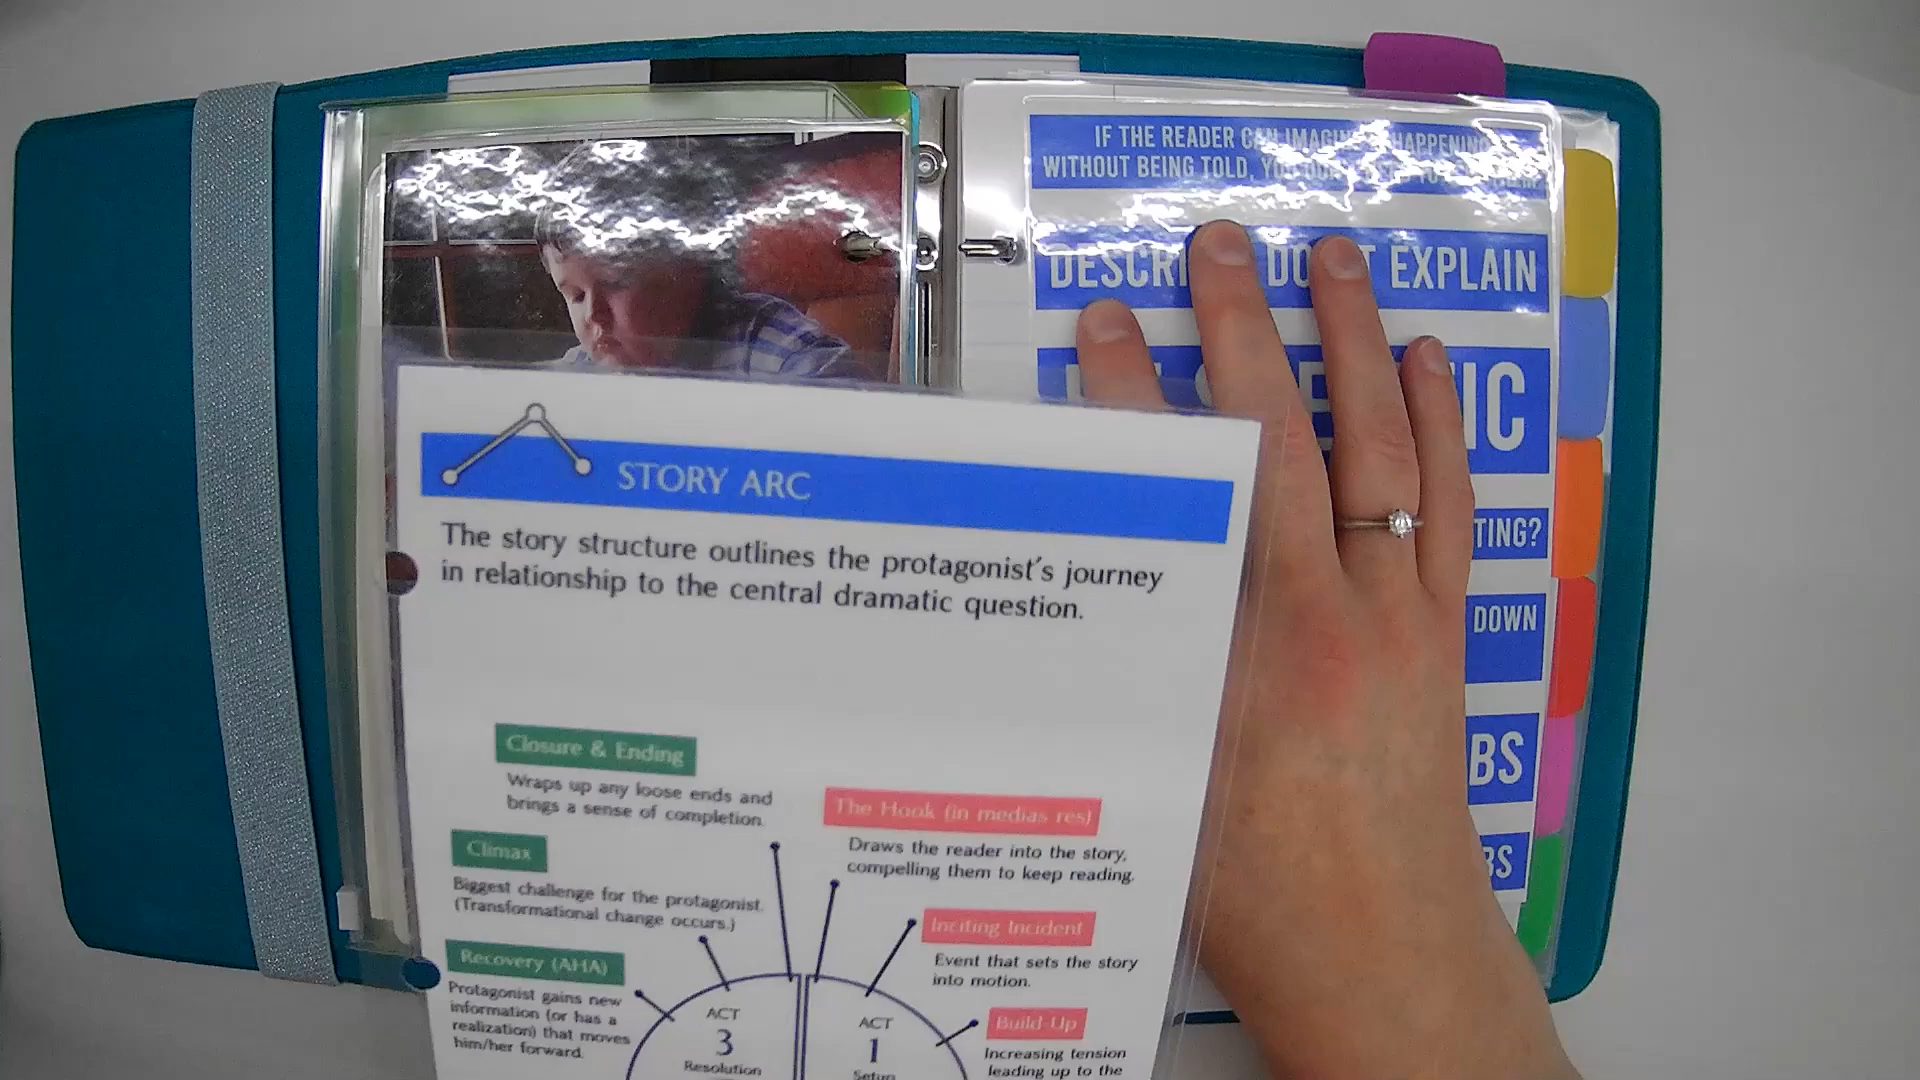 IF THE READER CAN IMAGINE HAPPENING
WITHOUT BEING TOLD,
EXPLAIN
TING?
DOWN
STORY ARC
The story structure outlines the protagonist's journey
in relationship to the central dramatic question.
Closure & Ending
Wraps up any loose ends and
brings a sense of completion.
The Hook (in medias res)
Draws the reader into the story,
compelling them to keep reading.
Climax
Biggest challenge for the protagonist.
(Transformational change occurs.)
Inciting Incident
Event that sets the story
into motion.
Recovery (AHA)
Protagonist gains new
information (or has a
realization) that moves
him/her forward.
Build-Up
Increasing tension
leading up to the
ACT
3
Resolution
ACT
1
Setup